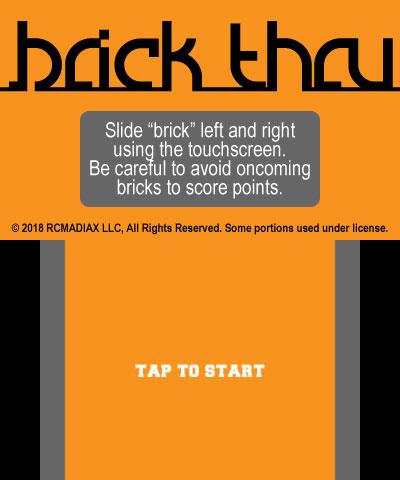 brick thru
Slide “brick” left and right
using the touchscreen.
Be careful to avoid oncoming
bricks to score points.
© 2018 RCMADIAX LLC, All Rights Reserved. Some portions used under license.
TAP TO START